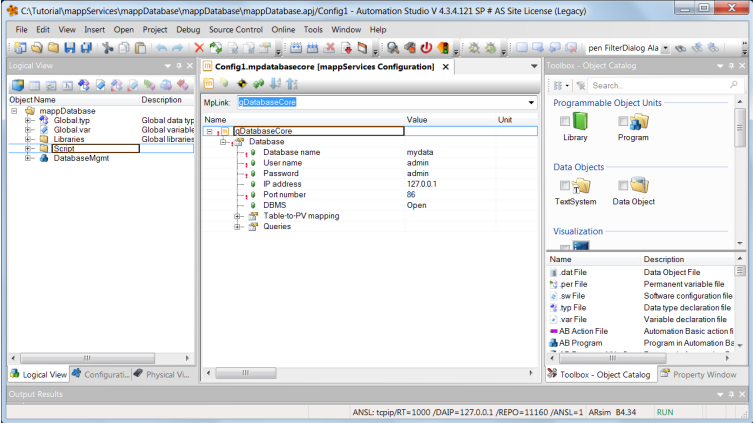 C:\Tutorial\mappServices\mappDatabase\mappDatabase\mappDatabase.apj/Config1 - Automation Studio V 4.3.4.121 SP # AS Site License (Legacy)
File Edit View Insert Open Project Debug Source Control Online Tools Window Help
pen FilterDialog Ala
Logical View
Object Name Description
mappDatabase
Global.typ Global data typ
Global.var Global variable
Libraries Global libraries
Script
DatabaseMgmt
Logical View Configurati... Physical Vi...
Config1.mpdatabasecore [mappServices Configuration] X
MpLink: gDatabaseCore
Name Value Unit
gDatabaseCore
Database
Database name mydata
User name admin
Password admin
IP address 127.0.0.1
Port number 86
DBMS Open
Table-to-PV mapping
Queries
Toolbox - Object Catalog
Search...
Programmable Object Units
Library Program
Data Objects
TextSystem Data Object
Visualization
Name Description
.dat File Data Object File
.per File Permanent variable file
.sw File Software configuration file
.typ File Data type declaration file
.var File Variable declaration file
AB Action File Automation Basic action fi
AB Program Program in Automation Ba
Toolbox - Object Catalog Property Window
Output Results
ANSL: tcpip/RT=1000 /DAIP=127.0.0.1 /REPO=11160 /ANSL=1 ARsim B4.34 RUN